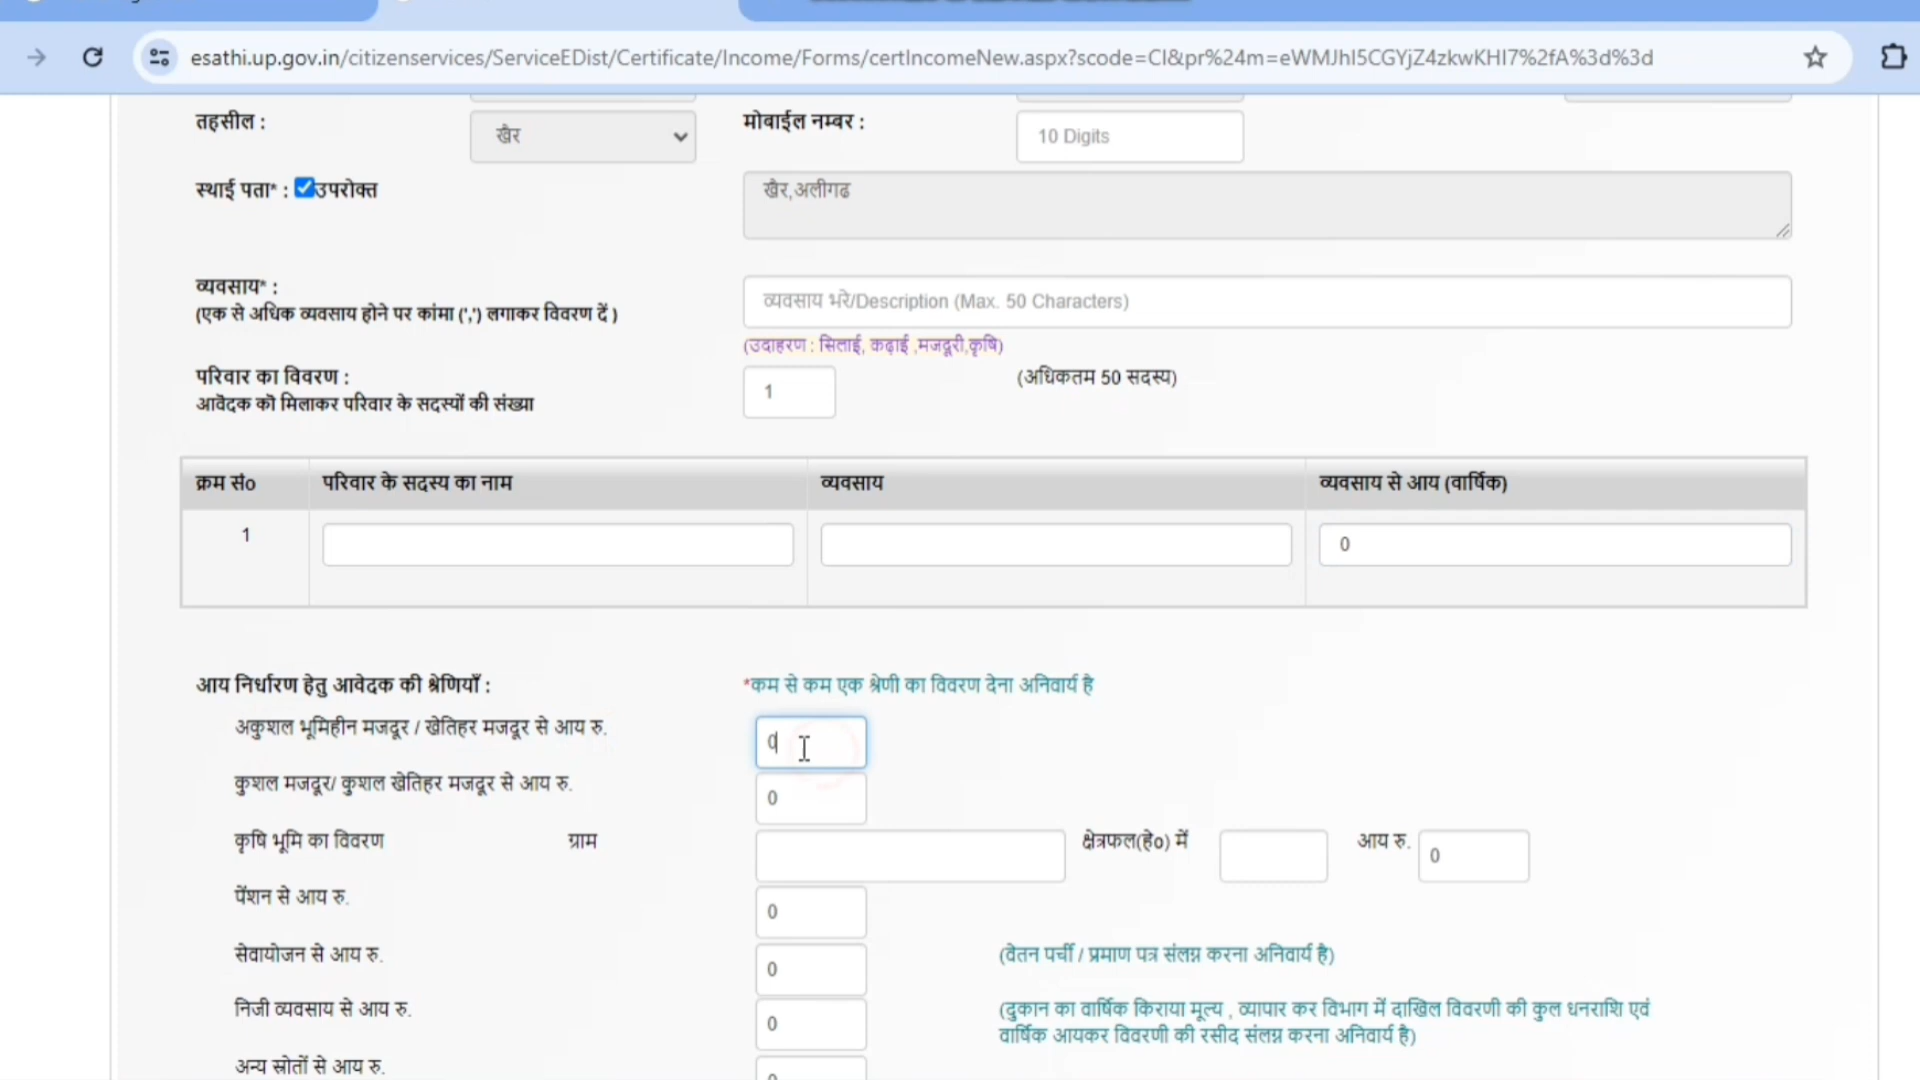 esathi.up.gov.in/citizenservices/ServiceEDist/Certificate/Income/Forms/certIncomeNew.aspx?scode=CI&pr%24m=eWMJhI5CGYjZ4zkwKHI7%2fA%3d%3d
तहसील : खैर मोबाईल नम्बर : 10 Digits
स्थाई पता* : उपरोक्त खैर,अलीगढ
व्यवसाय* :
(एक से अधिक व्यवसाय होने पर कांमा (',') लगाकर विवरण दें )
व्यवसाय भरे/Description (Max. 50 Characters)
(उदाहरण : सिलाई, कढ़ाई ,मजदूरी,कृषि)
परिवार का विवरण :
आवेदक को मिलाकर परिवार के सदस्यों की संख्या
1 (अधिकतम 50 सदस्य)
क्रम सं० परिवार के सदस्य का नाम व्यवसाय व्यवसाय से आय (वार्षिक)
1 0
आय निर्धारण हेतु आवेदक की श्रेणियाँ : *कम से कम एक श्रेणी का विवरण देना अनिवार्य है
अकुशल भूमिहीन मजदूर / खेतिहर मजदूर से आय रु. 0
कुशल मजदूर/ कुशल खेतिहर मजदूर से आय रु. 0
कृषि भूमि का विवरण ग्राम क्षेत्रफल(हे०) में आय रु. 0
पेंशन से आय रु. 0
सेवायोजन से आय रु. 0 (वेतन पर्ची / प्रमाण पत्र संलग्न करना अनिवार्य है)
निजी व्यवसाय से आय रु. 0 (दुकान का वार्षिक किराया मूल्य , व्यापार कर विभाग में दाखिल विवरणी की कुल धनराशि एवं
वार्षिक आयकर विवरणी की रसीद संलग्न करना अनिवार्य है)
अन्य स्रोतों से आय रु.